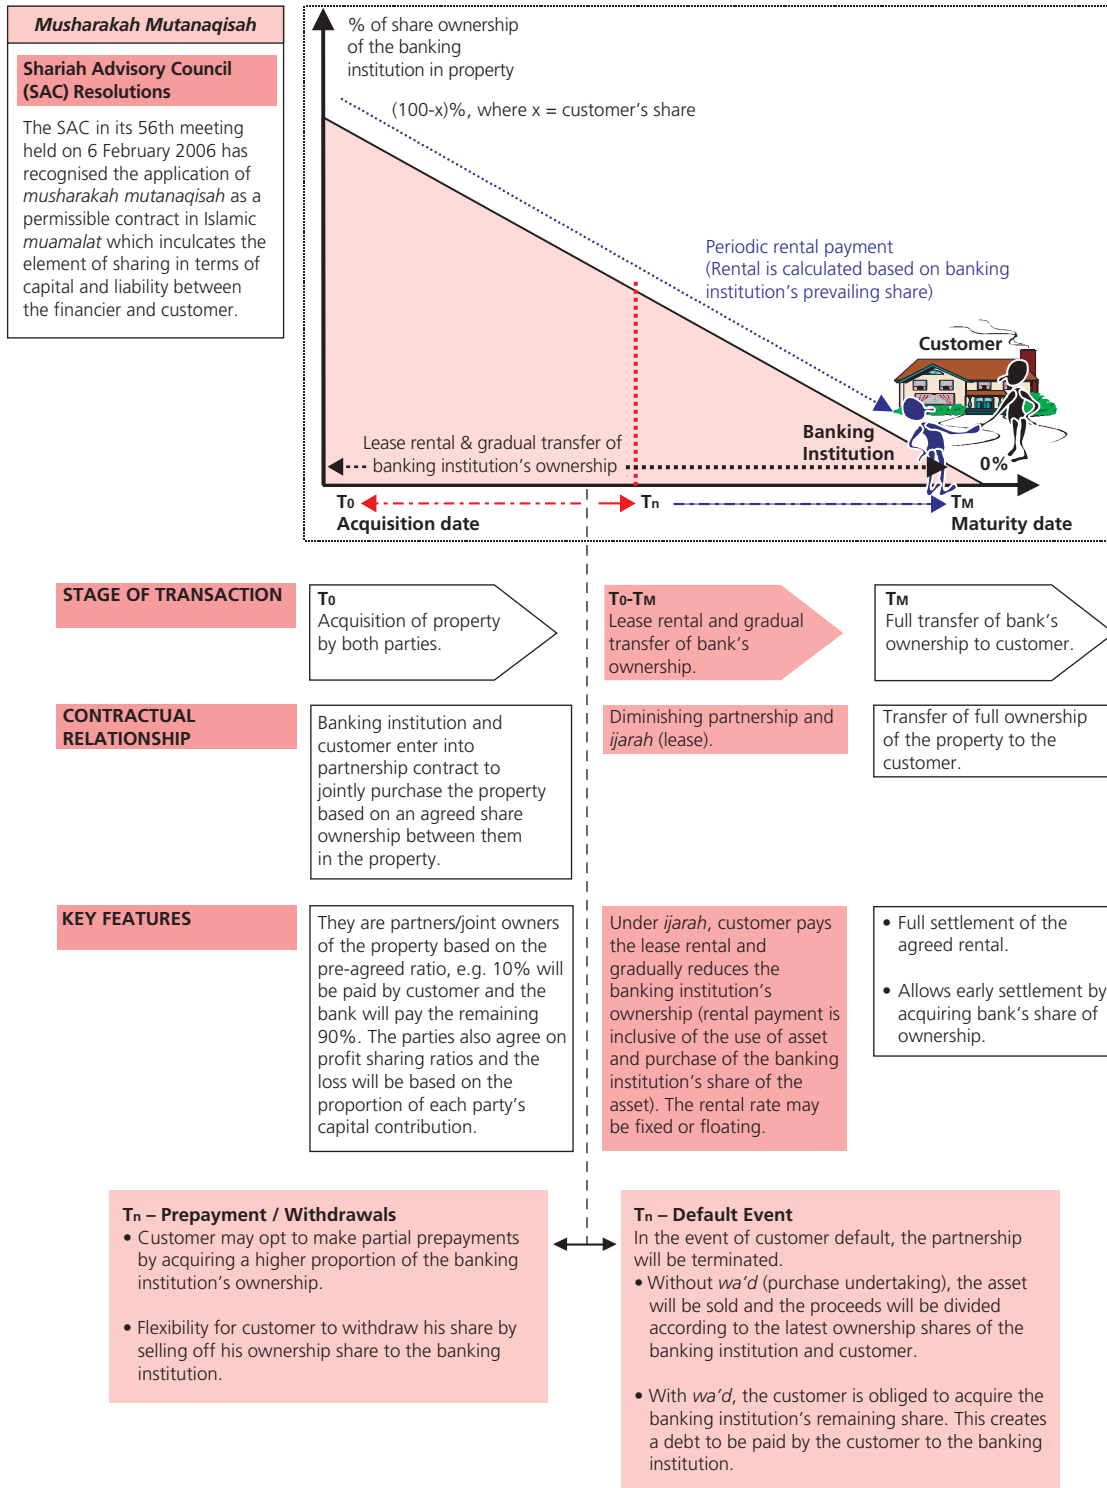 Musharakah Mutanaqisah
Shariah Advisory Council
(SAC) Resolutions
The SAC in its 56th meeting
held on 6 February 2006 has
recognised the application of
musharakah mutanaqisah as a
permissible contract in Islamic
muamalat which inculcates the
element of sharing in terms of
capital and liability between
the financier and customer.
% of share ownership
of the banking
institution in property
(100-x)%, where x = customer's share
Periodic rental payment
(Rental is calculated based on banking
institution's prevailing share)
Customer
Banking
Institution
0%
Lease rental & gradual transfer of
banking institution's ownership
T0
Tn
TM
Acquisition date
Maturity date
STAGE OF TRANSACTION
T0
Acquisition of property
by both parties.
T0-TM
Lease rental and gradual
transfer of bank's
ownership.
TM
Full transfer of bank's
ownership to customer.
CONTRACTUAL
RELATIONSHIP
Banking institution and
customer enter into
partnership contract to
jointly purchase the property
based on an agreed share
ownership between them
in the property.
Diminishing partnership and
ijarah (lease).
Transfer of full ownership
of the property to the
customer.
KEY FEATURES
They are partners/joint owners
of the property based on the
pre-agreed ratio, e.g. 10% will
be paid by customer and the
bank will pay the remaining
90%. The parties also agree on
profit sharing ratios and the
loss will be based on the
proportion of each party's
capital contribution.
Under ijarah, customer pays
the lease rental and
gradually reduces the
banking institution's
ownership (rental payment is
inclusive of the use of asset
and purchase of the banking
institution's share of the
asset). The rental rate may
be fixed or floating.
• Full settlement of the
agreed rental.
• Allows early settlement by
acquiring bank's share of
ownership.
Tn – Prepayment / Withdrawals
• Customer may opt to make partial prepayments
by acquiring a higher proportion of the banking
institution's ownership.
• Flexibility for customer to withdraw his share by
selling off his ownership share to the banking
institution.
Tn – Default Event
In the event of customer default, the partnership
will be terminated.
• Without wa'd (purchase undertaking), the asset
will be sold and the proceeds will be divided
according to the latest ownership shares of the
banking institution and customer.
• With wa'd, the customer is obliged to acquire the
banking institution's remaining share. This creates
a debt to be paid by the customer to the banking
institution.